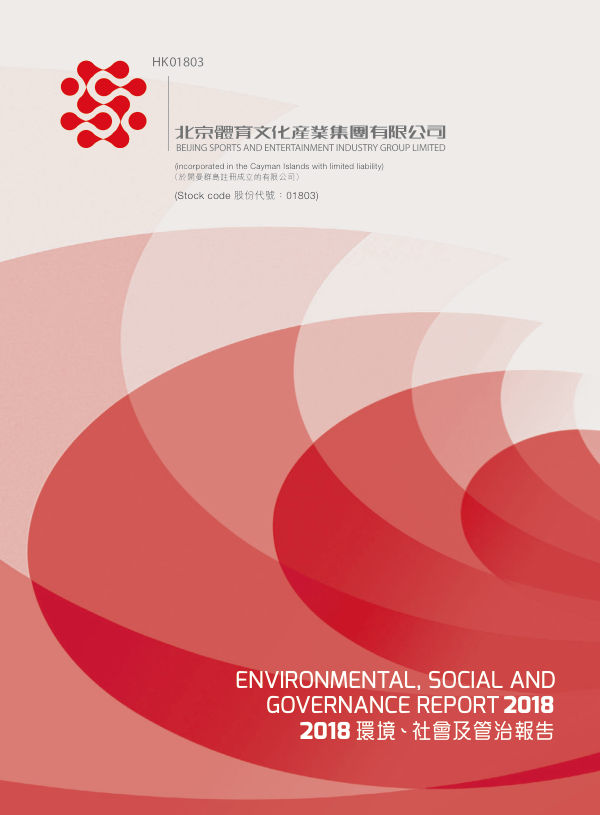 HK01803
北京體育文化產業集團有限公司
BEIJING SPORTS AND ENTERTAINMENT INDUSTRY GROUP LIMITED
(incorporated in the Cayman Islands with limited liability)
（於開曼群島註冊成立的有限公司）
(Stock code 股份代號：01803)
ENVIRONMENTAL, SOCIAL AND
GOVERNANCE REPORT 2018
2018 環境、社會及管治報告